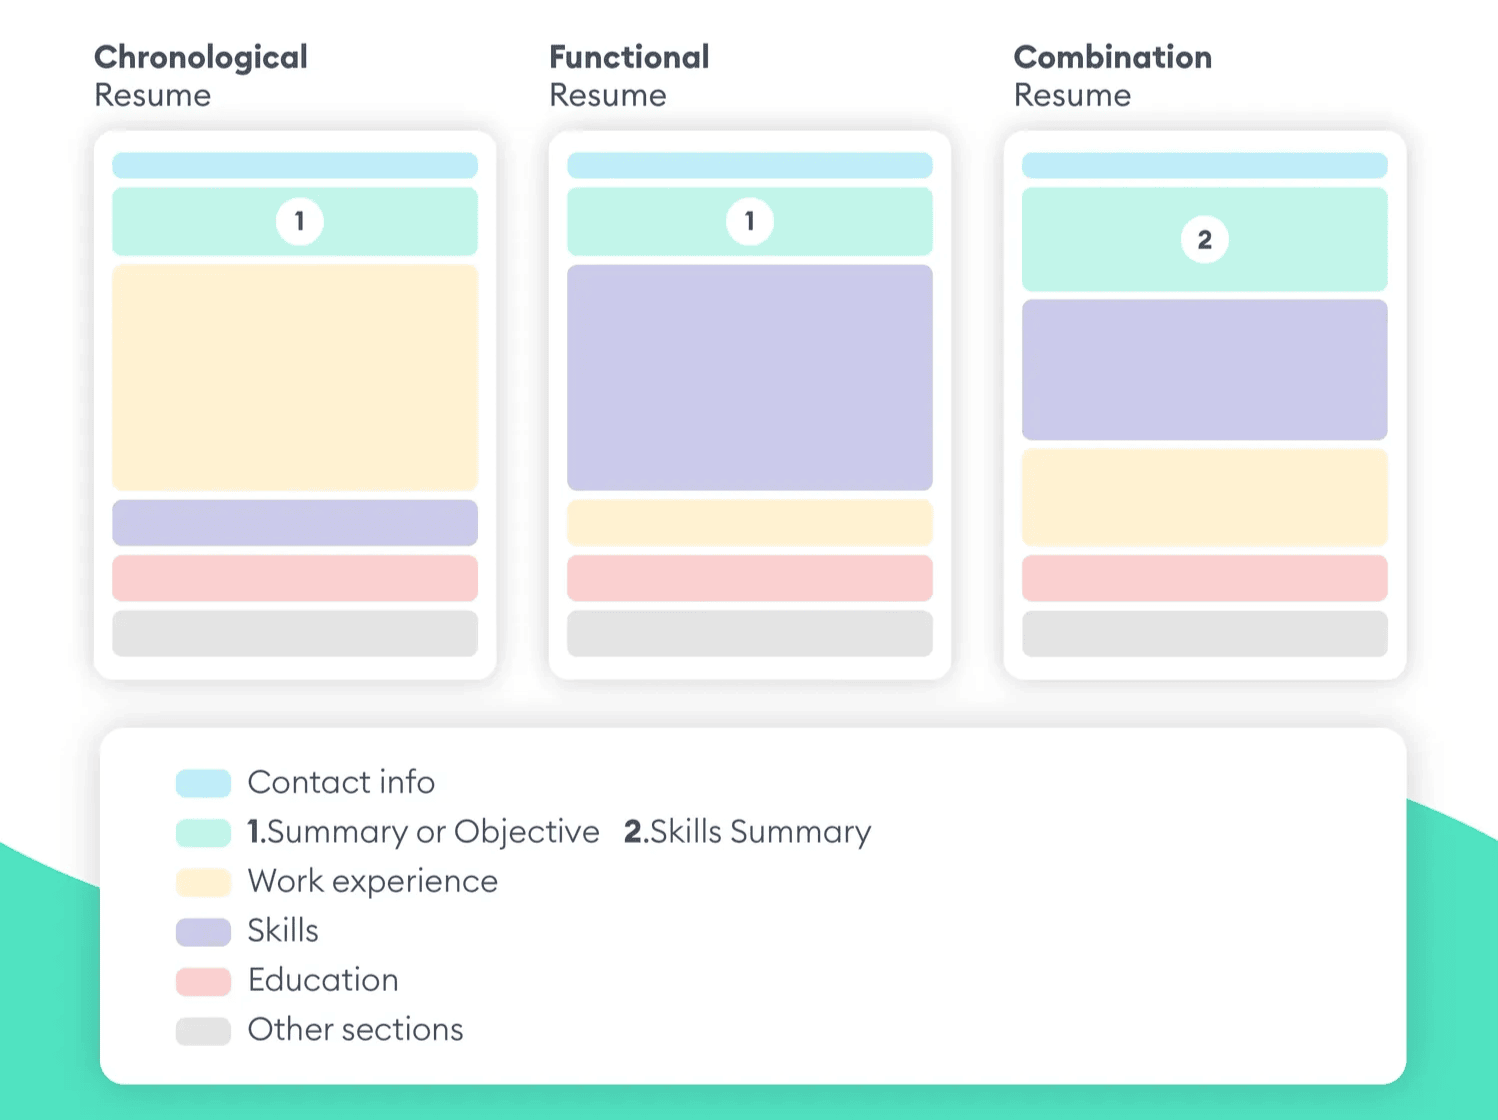 Chronological
Resume
Functional
Resume
Combination
Resume
1
1
2
Contact info
1.Summary or Objective 2.Skills Summary
Work experience
Skills
Education
Other sections